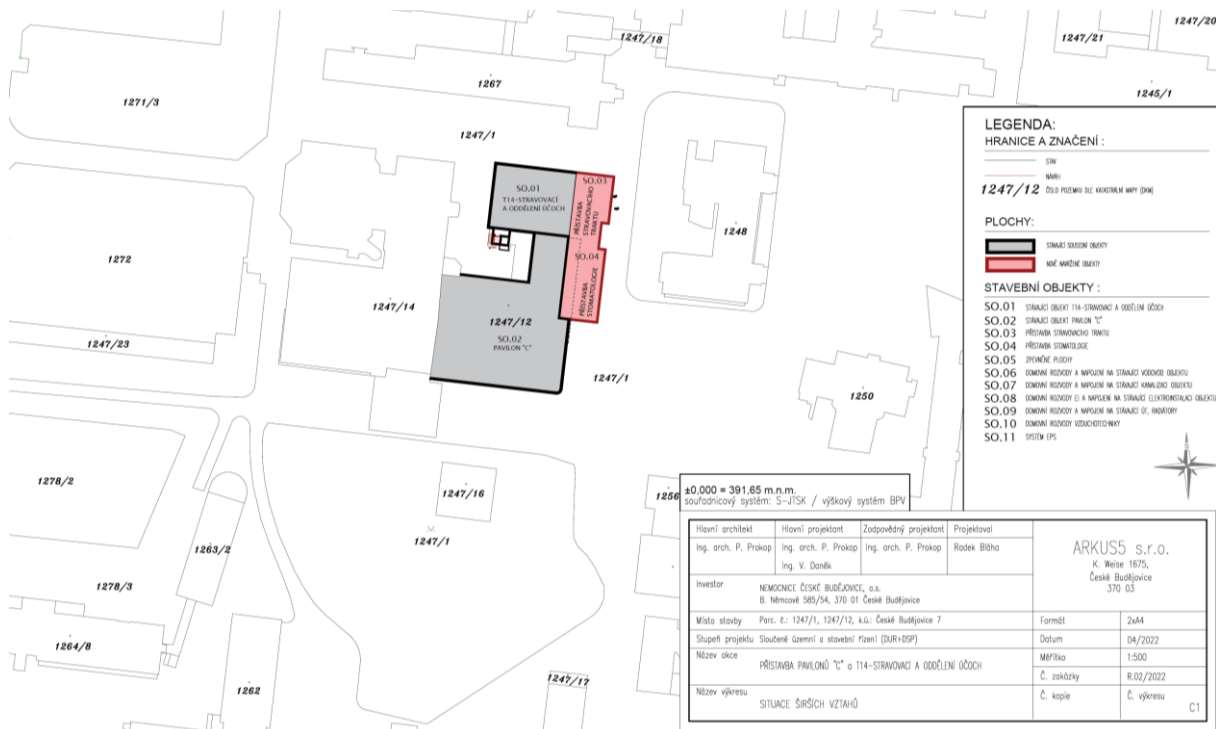 1247/20
1247/18
1247/21
1267
1245/1
1271/3
1247/1
SO.01
T14-STRAVOVACÍ
A ODDĚLENÍ ÚČOCH
SO.03
PŘÍSTAVBA
STRAVOVACÍHO
TRAKTU
1248
1272
SO.04
PŘÍSTAVBA
STOMATOLOGIE
1247/14
1247/12
SO.02
PAVILON "C"
1247/23
1247/1
1250
1278/2
1247/16
1256
1263/2
1247/1
1278/3
1264/8
1262
1247/17
LEGENDA:
HRANICE A ZNAČENÍ :
STAV
NÁVRH
1247/12 ČÍSLO POZEMKU DLE KATASTRÁLNÍ MAPY (DKM)
PLOCHY:
STÁVAJÍCÍ SOUSEDNÍ OBJEKTY
NOVĚ NAVRŽENÉ OBJEKTY
STAVEBNÍ OBJEKTY :
SO.01 STÁVAJÍCÍ OBJEKT T14-STRAVOVACÍ A ODDĚLENÍ ÚČOCH
SO.02 STÁVAJÍCÍ OBJEKT PAVILON "C"
SO.03 PŘÍSTAVBA STRAVOVACÍHO TRAKTU
SO.04 PŘÍSTAVBA STOMATOLOGIE
SO.05 ZPEVNĚNÉ PLOCHY
SO.06 DOMOVNÍ ROZVODY A NAPOJENÍ NA STÁVAJÍCÍ VODOVOD OBJEKTU
SO.07 DOMOVNÍ ROZVODY A NAPOJENÍ NA STÁVAJÍCÍ KANALIZACI OBJEKTU
SO.08 DOMOVNÍ ROZVODY El A NAPOJENÍ NA STÁVAJÍCÍ ELEKTROINSTALACI OBJEKTU
SO.09 DOMOVNÍ ROZVODY A NAPOJENÍ NA STÁVAJÍCÍ ÚT, RADIÁTORY
SO.10 DOMOVNÍ ROZVODY VZDUCHOTECHNIKY
SO.11 SYSTÉM EPS
±0,000 = 391,65 m.n.m.
souřadnicový systém: S-JTSK / výškový systém BPV
Hlavní architekt Hlavní projektant Zodpovědný projektant Projektoval
Ing. arch. P. Prokop Ing. arch. P. Prokop Ing. arch. P. Prokop Radek Bláha
Ing. V. Daněk
ARKUS5 s.r.o.
K. Weise 1675,
České Budějovice
370 03
Investor NEMOCNICE ČESKÉ BUDĚJOVICE, a.s.
B. Němcové 585/54, 370 01 České Budějovice
Místo stavby Parc. č.: 1247/1, 1247/12, k.ú.: České Budějovice 7
Formát 2xA4
Stupeň projektu Sloučené územní a stavební řízení (DUR+DSP)
Datum 04/2022
Název akce PŘÍSTAVBA PAVILONŮ "C" a T14-STRAVOVACÍ A ODDĚLENÍ ÚČOCH
Měřítko 1:500
Č. zakázky R.02/2022
Název výkresu SITUACE ŠIRŠÍCH VZTAHŮ
Č. kopie Č. výkresu
C1